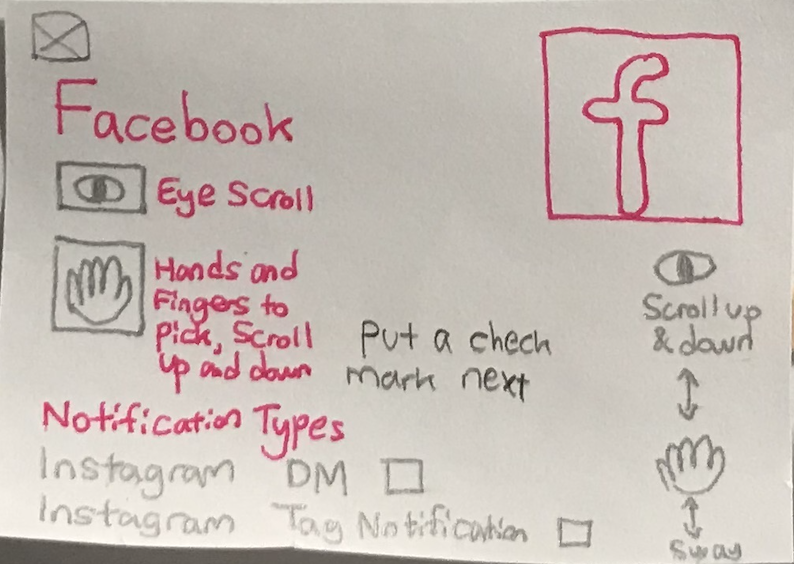 Facebook
f
Eye Scroll
Hands and
Fingers to
pick, Scroll
up and down
put a check
mark next
Scroll up
& down
Notification Types
Instagram DM
Instagram Tag Notification
Sway